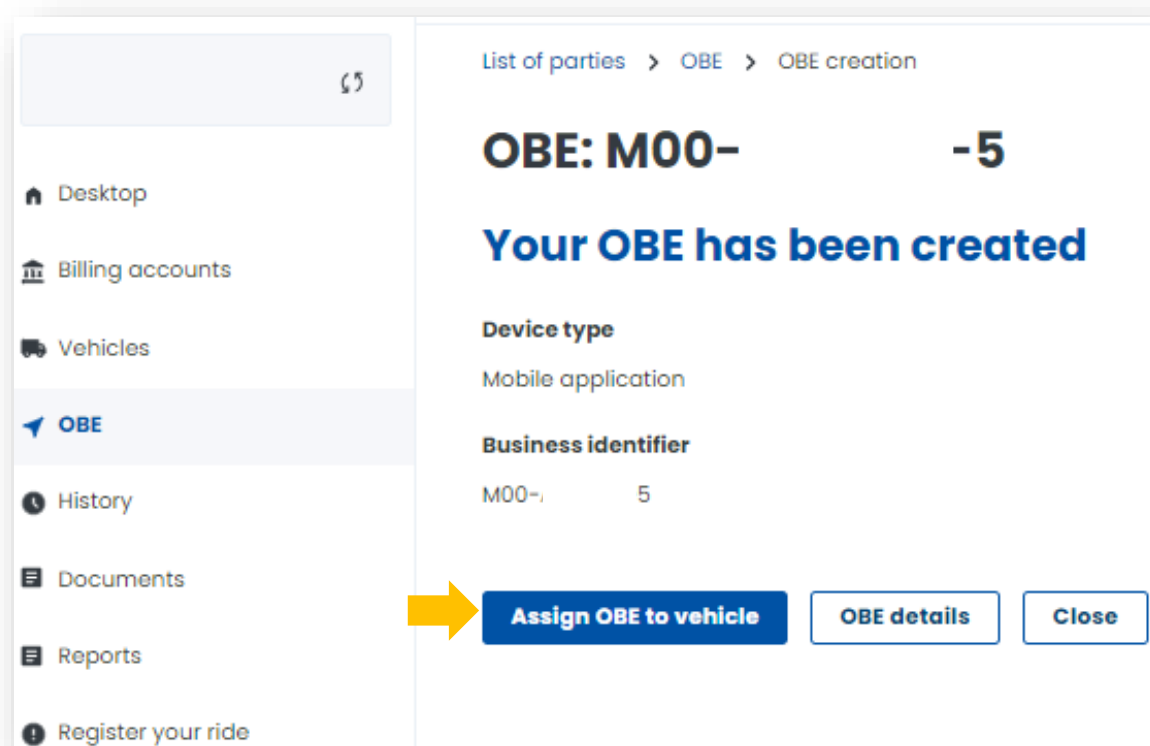 List of parties > OBE > OBE creation
OBE: M00- -5
Your OBE has been created
Device type
Mobile application
Business identifier
M00- 5
Assign OBE to vehicle
OBE details
Close
Desktop
Billing accounts
Vehicles
OBE
History
Documents
Reports
Register your ride